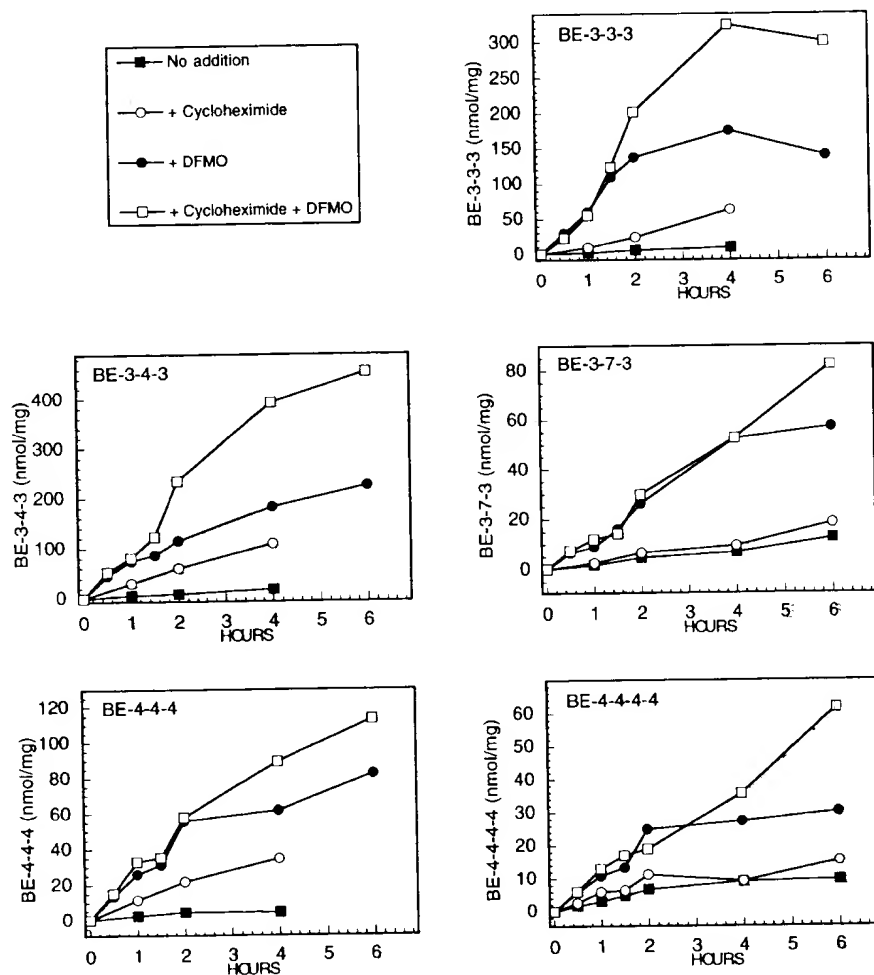 No addition
+ Cycloheximide
+ DFMO
+ Cycloheximide + DFMO
BE-3-3-3
BE-3-3-3 (nmol/mg)
300
250
200
150
100
50
0
0 1 2 3 4 5 6
HOURS
BE-3-4-3
BE-3-4-3 (nmol/mg)
400
300
200
100
0
0 1 2 3 4 5 6
HOURS
BE-3-7-3
BE-3-7-3 (nmol/mg)
80
60
40
20
0
0 1 2 3 4 5 6
HOURS
BE-4-4-4
BE-4-4-4 (nmol/mg)
120
100
80
60
40
20
0
0 1 2 3 4 5 6
HOURS
BE-4-4-4-4
BE-4-4-4-4 (nmol/mg)
60
50
40
30
20
10
0
0 1 2 3 4 5 6
HOURS